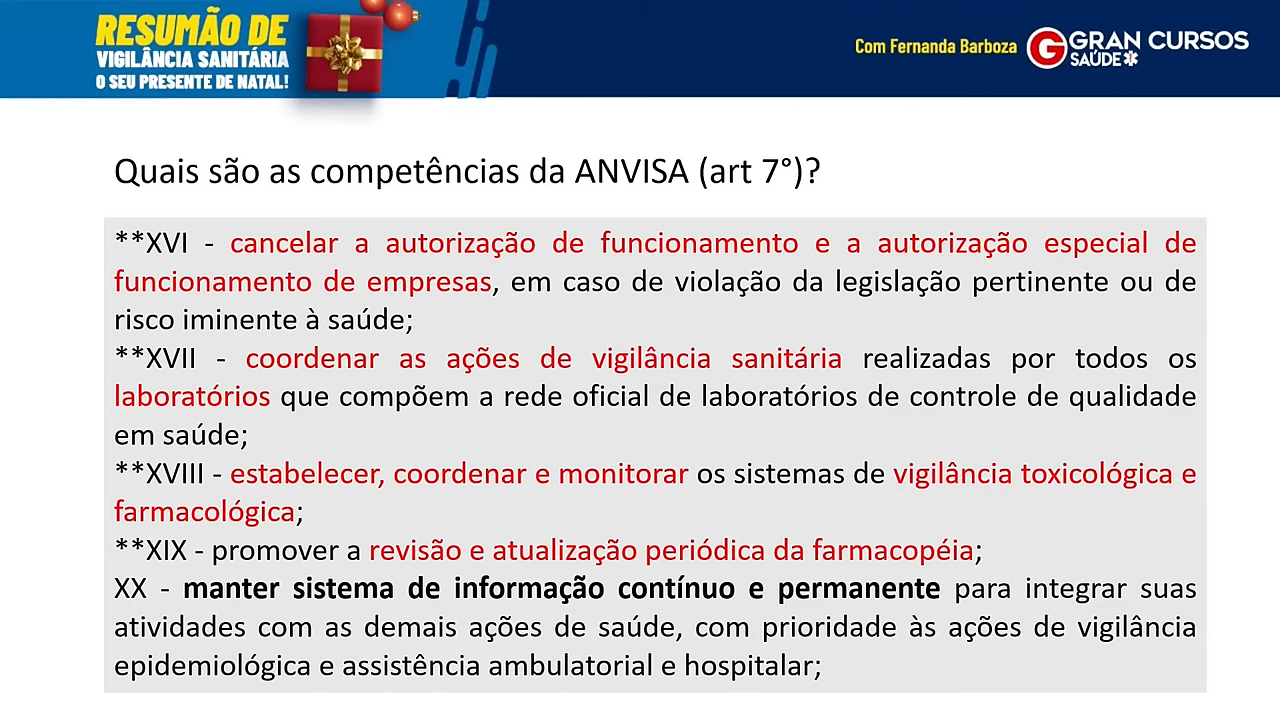 RESUMÃO DE
VIGILÂNCIA SANITÁRIA
O SEU PRESENTE DE NATAL!
Com Fernanda Barboza
G GRAN CURSOS
SAÚDE
Quais são as competências da ANVISA (art 7°)?
**XVI - cancelar a autorização de funcionamento e a autorização especial de
funcionamento de empresas, em caso de violação da legislação pertinente ou de
risco iminente à saúde;
**XVII - coordenar as ações de vigilância sanitária realizadas por todos os
laboratórios que compõem a rede oficial de laboratórios de controle de qualidade
em saúde;
**XVIII - estabelecer, coordenar e monitorar os sistemas de vigilância toxicológica e
farmacológica;
**XIX - promover a revisão e atualização periódica da farmacopéia;
XX - manter sistema de informação contínuo e permanente para integrar suas
atividades com as demais ações de saúde, com prioridade às ações de vigilância
epidemiológica e assistência ambulatorial e hospitalar;